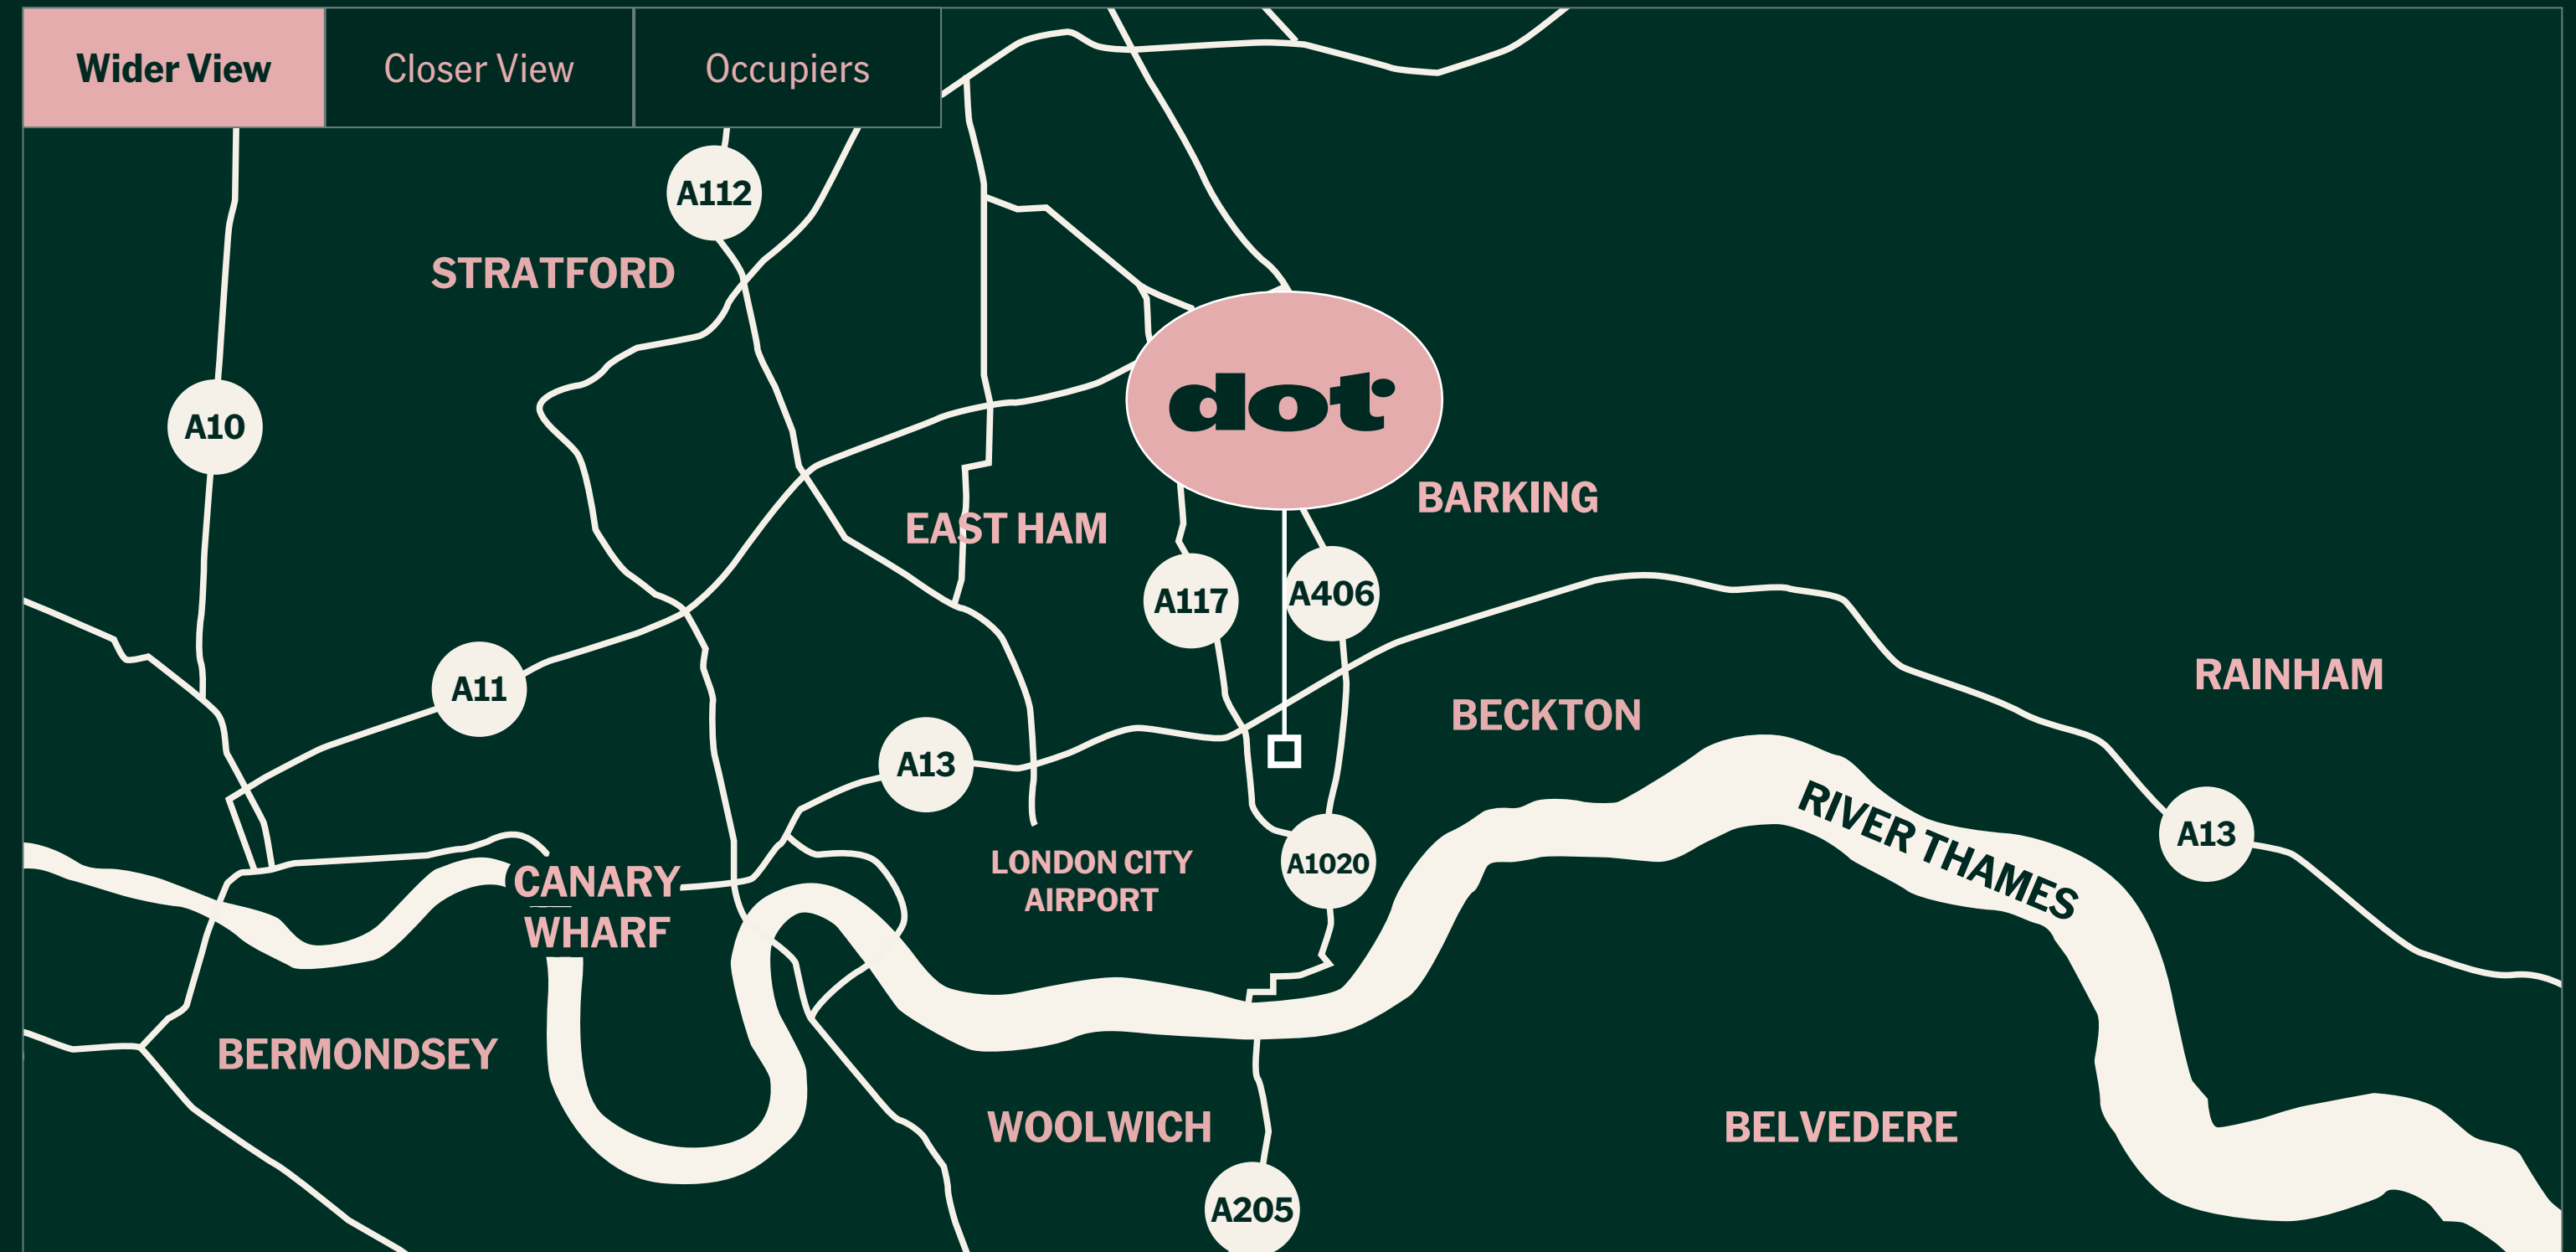 Wider View
Closer View
Occupiers
A112
STRATFORD
dot
A10
BARKING
EAST HAM
A117
A406
RAINHAM
A11
BECKTON
A13
RIVER THAMES
A13
LONDON CITY
AIRPORT
A1020
CANARY
WHARF
BERMONDSEY
WOOLWICH
BELVEDERE
A205